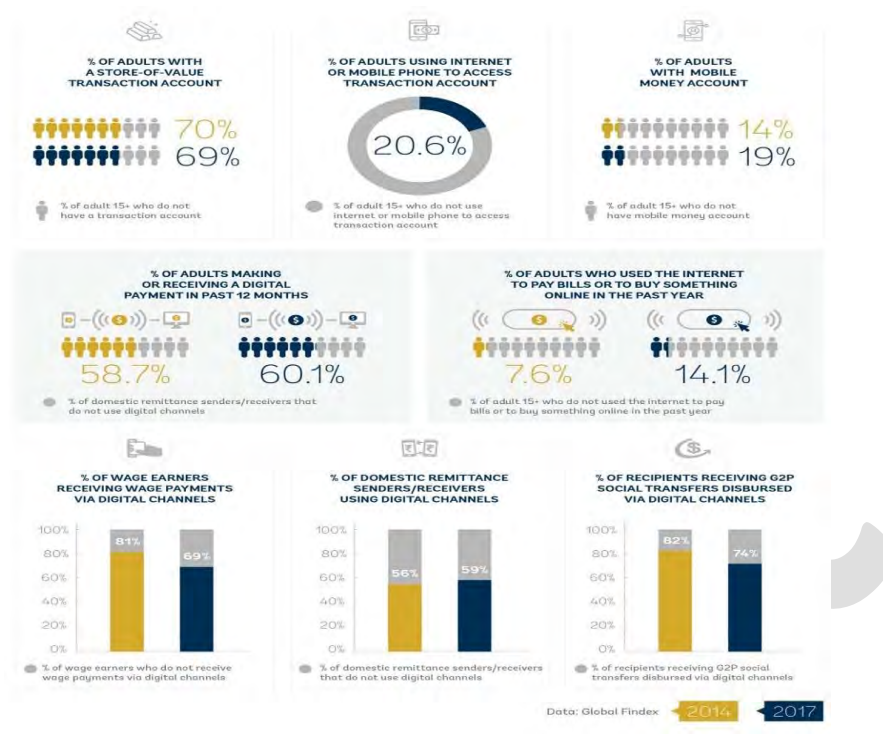 % OF ADULTS WITH
A STORE-OF-VALUE
TRANSACTION ACCOUNT
70%
69%
% of adult 15+ who do not
have a transaction account
% OF ADULTS USING INTERNET
OR MOBILE PHONE TO ACCESS
TRANSACTION ACCOUNT
20.6%
% of adult 15+ who do not use
internet or mobile phone to access
transaction account
% OF ADULTS
WITH MOBILE
MONEY ACCOUNT
14%
19%
% of adult 15+ who do not
have mobile money account
% OF ADULTS MAKING
OR RECEIVING A DIGITAL
PAYMENT IN PAST 12 MONTHS
$
$
$
$
$
$
58.7%
60.1%
% of domestic remittance senders/receivers that
do not use digital channels
% OF ADULTS WHO USED THE INTERNET
TO PAY BILLS OR TO BUY SOMETHING
ONLINE IN THE PAST YEAR
$
$
7.6%
14.1%
% of adult 15+ who do not used the internet to pay
bills or to buy something online in the past year
% OF WAGE EARNERS
RECEIVING WAGE PAYMENTS
VIA DIGITAL CHANNELS
100%
80%
60%
40%
20%
0%
81%
69%
% of wage earners who do not receive
wage payments via digital channels
₹ ₹
% OF DOMESTIC REMITTANCE
SENDERS/RECEIVERS
USING DIGITAL CHANNELS
100%
80%
60%
40%
20%
0%
56%
59%
% of domestic remittance senders/receivers
that do not use digital channels
$
% OF RECIPIENTS RECEIVING G2P
SOCIAL TRANSFERS DISBURSED
VIA DIGITAL CHANNELS
100%
80%
60%
40%
20%
0%
82%
74%
% of recipients receiving G2P social
transfers disbursed via digital channels
Data: Global Findex
2014
2017